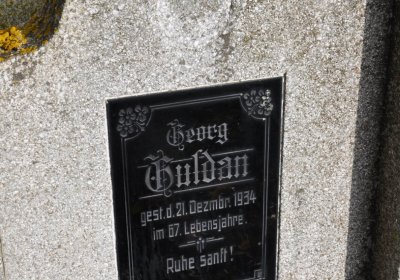 Georg
Guldan
gest. d. 21. Dezmbr. 1934
im 67. Lebensjahre.
Ruhe sanft!